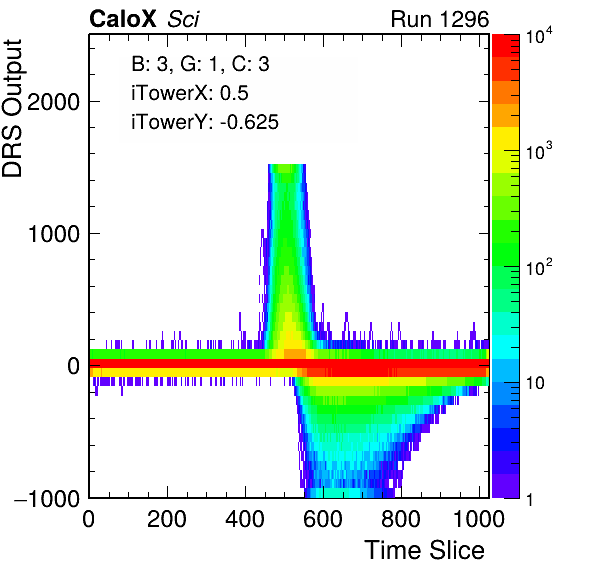 CaloX Sci Run 1296
10^4
DRS Output
B: 3, G: 1, C: 3
iTowerX: 0.5
iTowerY: -0.625
2000
10^3
1000
10^2
0
10
−1000
1
0 200 400 600 800 1000
Time Slice